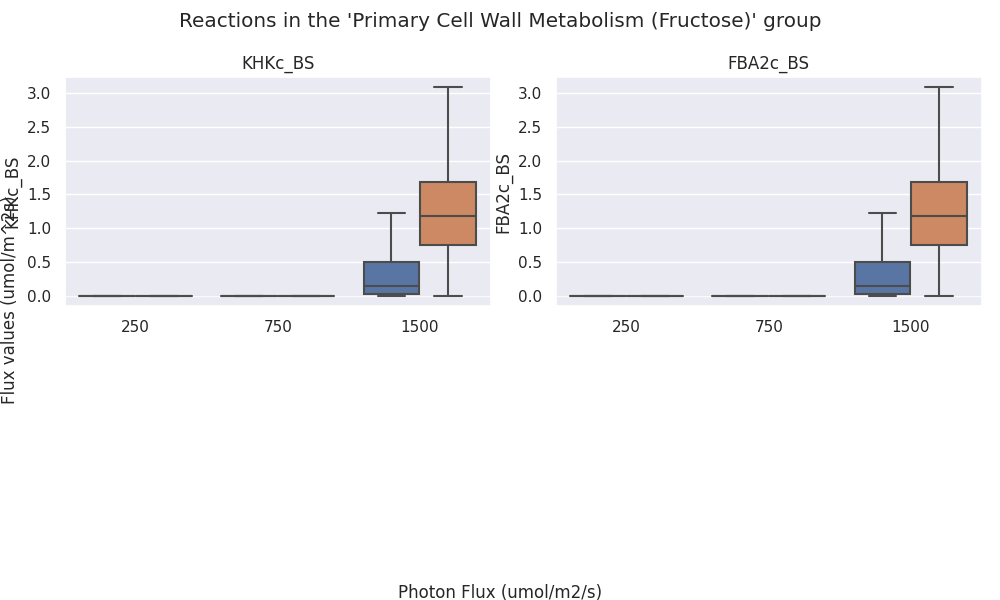 Reactions in the 'Primary Cell Wall Metabolism (Fructose)' group
KHKc_BS
FBA2c_BS
KHKc_BS
Flux values (umol/m^2/s)
3.0
2.5
2.0
1.5
1.0
0.5
0.0
250
750
1500
FBA2c_BS
3.0
2.5
2.0
1.5
1.0
0.5
0.0
250
750
1500
Photon Flux (umol/m2/s)